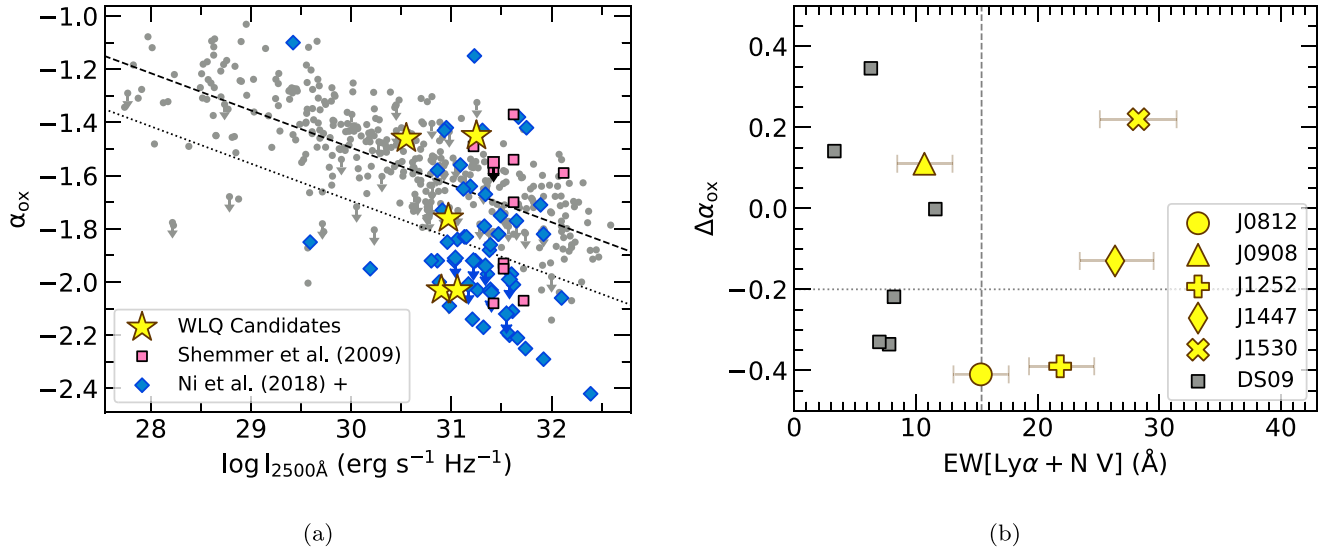 −1.0
−1.2
−1.4
−1.6
−1.8
−2.0
−2.2
−2.4
αox
28
29
30
31
32
log l2500Å (erg s−1 Hz−1)
WLQ Candidates
Shemmer et al. (2009)
Ni et al. (2018) +
(a)
0.4
0.2
0.0
−0.2
−0.4
Δαox
0
10
20
30
40
EW[Lyα + N V] (Å)
J0812
J0908
J1252
J1447
J1530
DS09
(b)